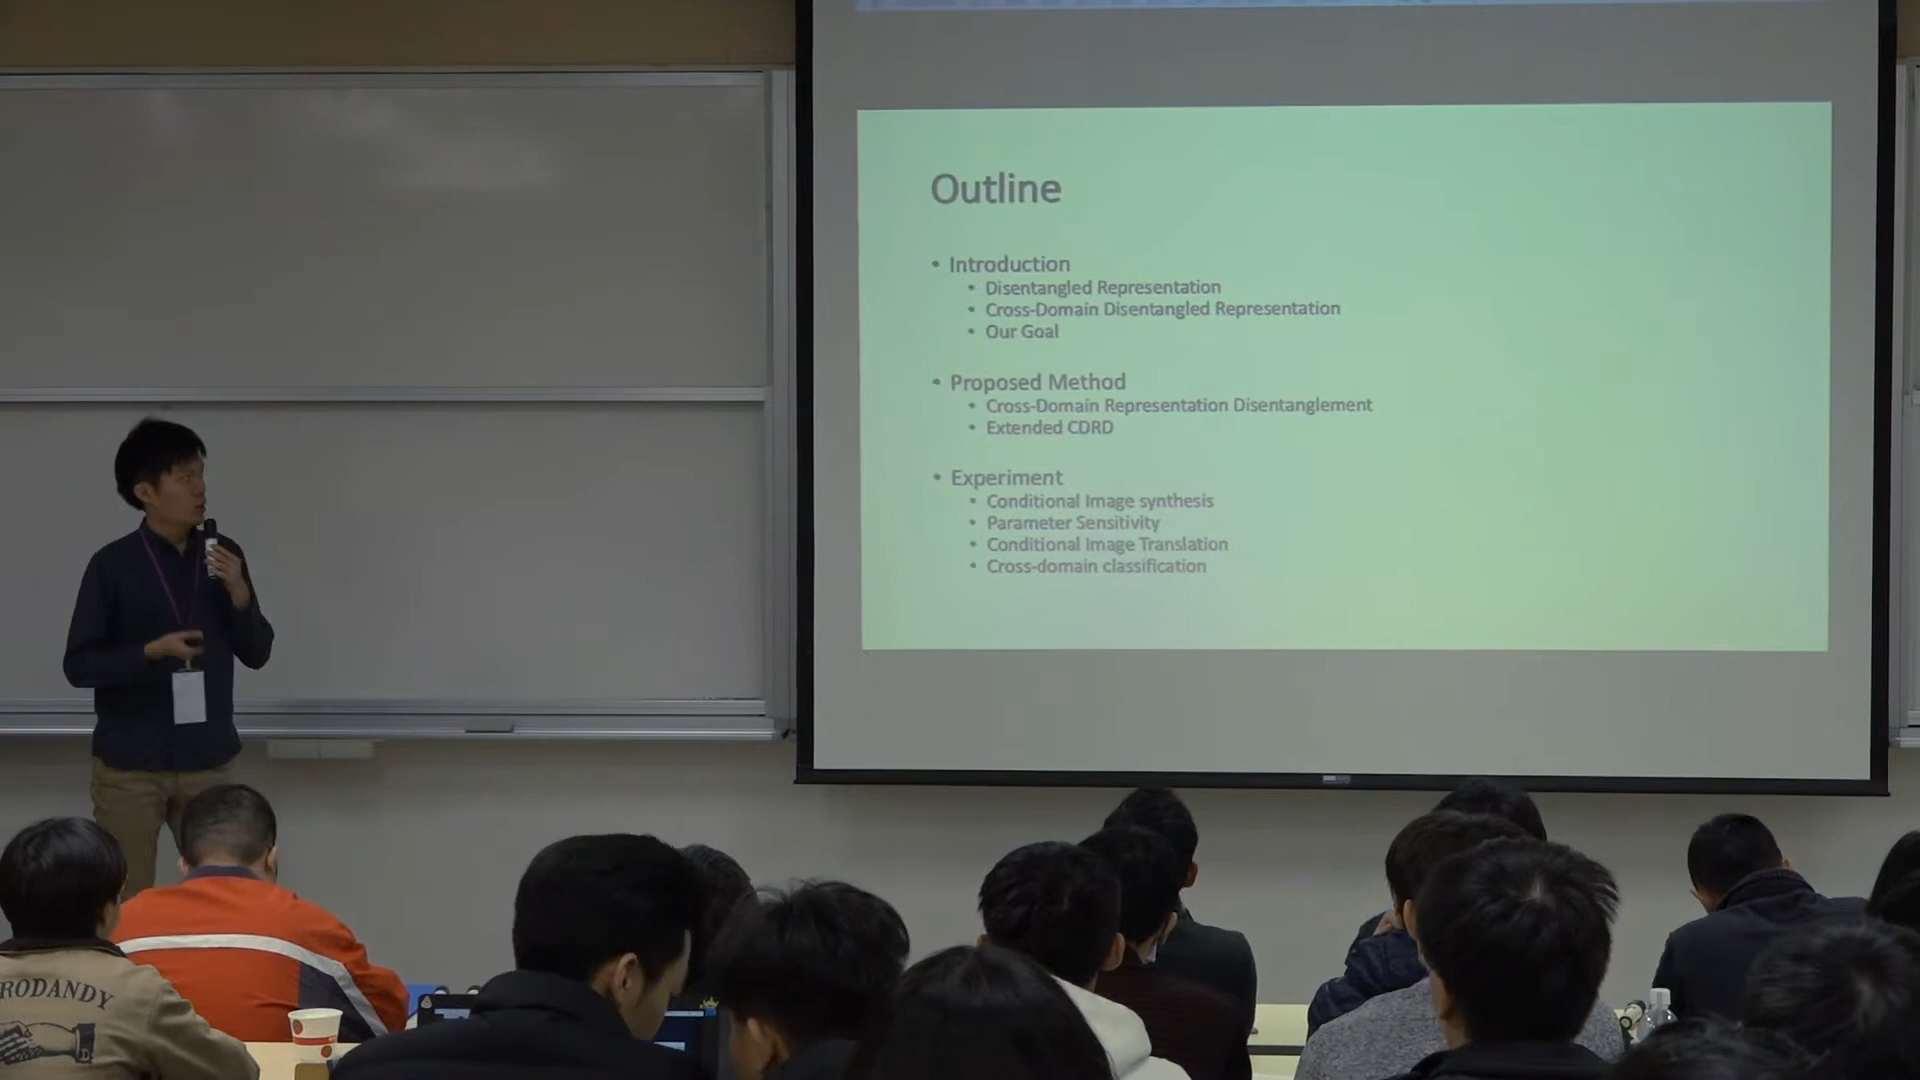 Outline
• Introduction
• Disentangled Representation
• Cross-Domain Disentangled Representation
• Our Goal
• Proposed Method
• Cross-Domain Representation Disentanglement
• Extended CDRD
• Experiment
• Conditional Image synthesis
• Parameter Sensitivity
• Conditional Image Translation
• Cross-domain classification
RODANDY